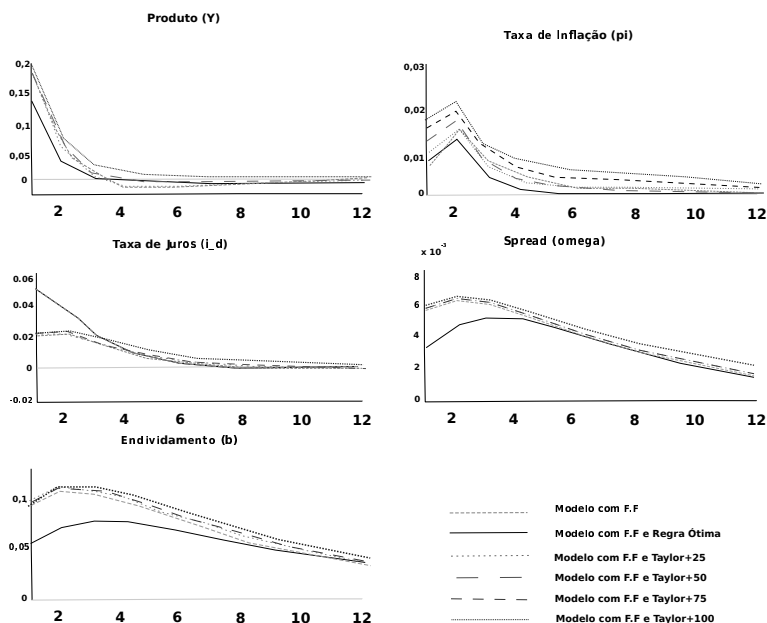 Produto (Y)
0,2
0,15
0,1
0,05
0
2 4 6 8 10 12
Taxa de Inflação (pi)
0,03
0,02
0,01
0
2 4 6 8 10 12
Taxa de Juros (i_d)
0.06
0.04
0.02
0
-0.02
2 4 6 8 10 12
Spread (omega)
x 10-3
8
6
4
2
0
2 4 6 8 10 12
Endividamento (b)
0,1
0,05
0
2 4 6 8 10 12
Modelo com F.F
Modelo com F.F e Regra Ótima
Modelo com F.F e Taylor+25
Modelo com F.F e Taylor+50
Modelo com F.F e Taylor+75
Modelo com F.F e Taylor+100